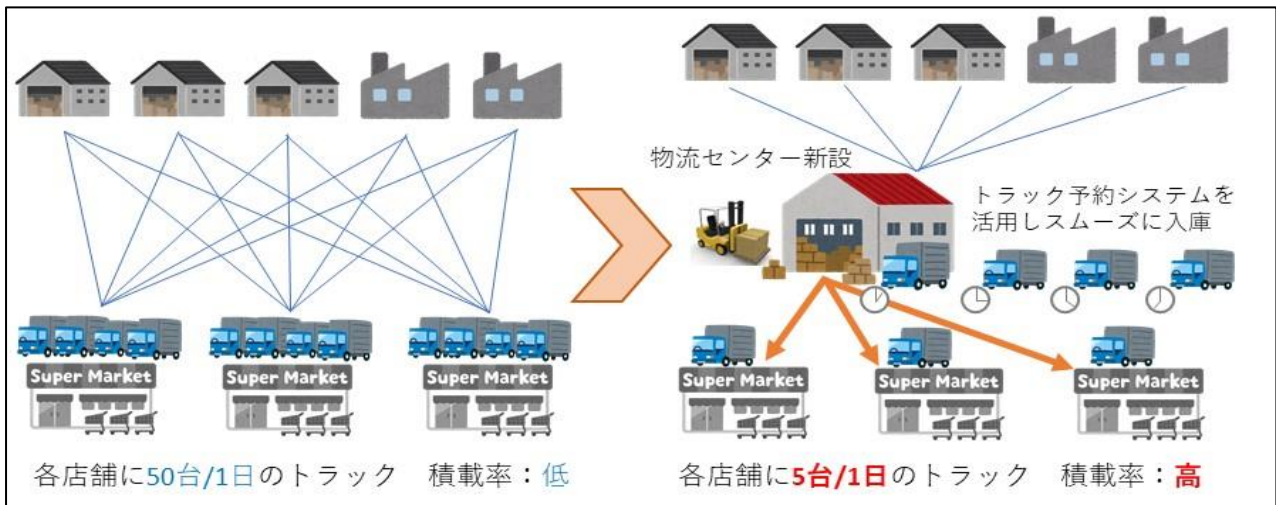 物流センター新設
トラック予約システムを
活用しスムーズに入庫
Super Market
Super Market
Super Market
Super Market
Super Market
Super Market
各店舗に50台/1日のトラック　積載率：低
各店舗に5台/1日のトラック　積載率：高